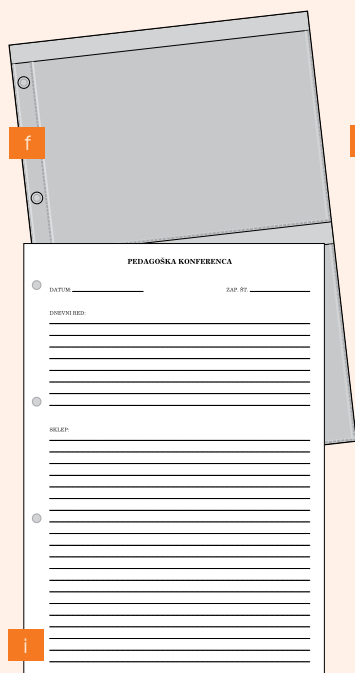 f
PEDAGOŠKA KONFERENCA
DATUM: ZAP. ŠT.
DNEVNI RED:
SKLEP:
i